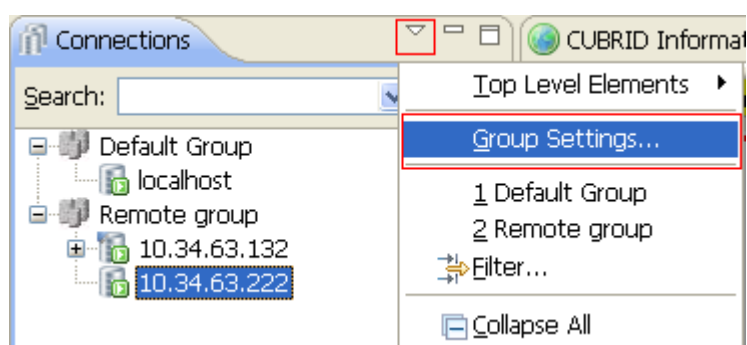 Connections
CUBRID Informat
Search:
Top Level Elements
Group Settings...
Default Group
localhost
1 Default Group
Remote group
2 Remote group
10.34.63.132
Filter...
10.34.63.222
Collapse All